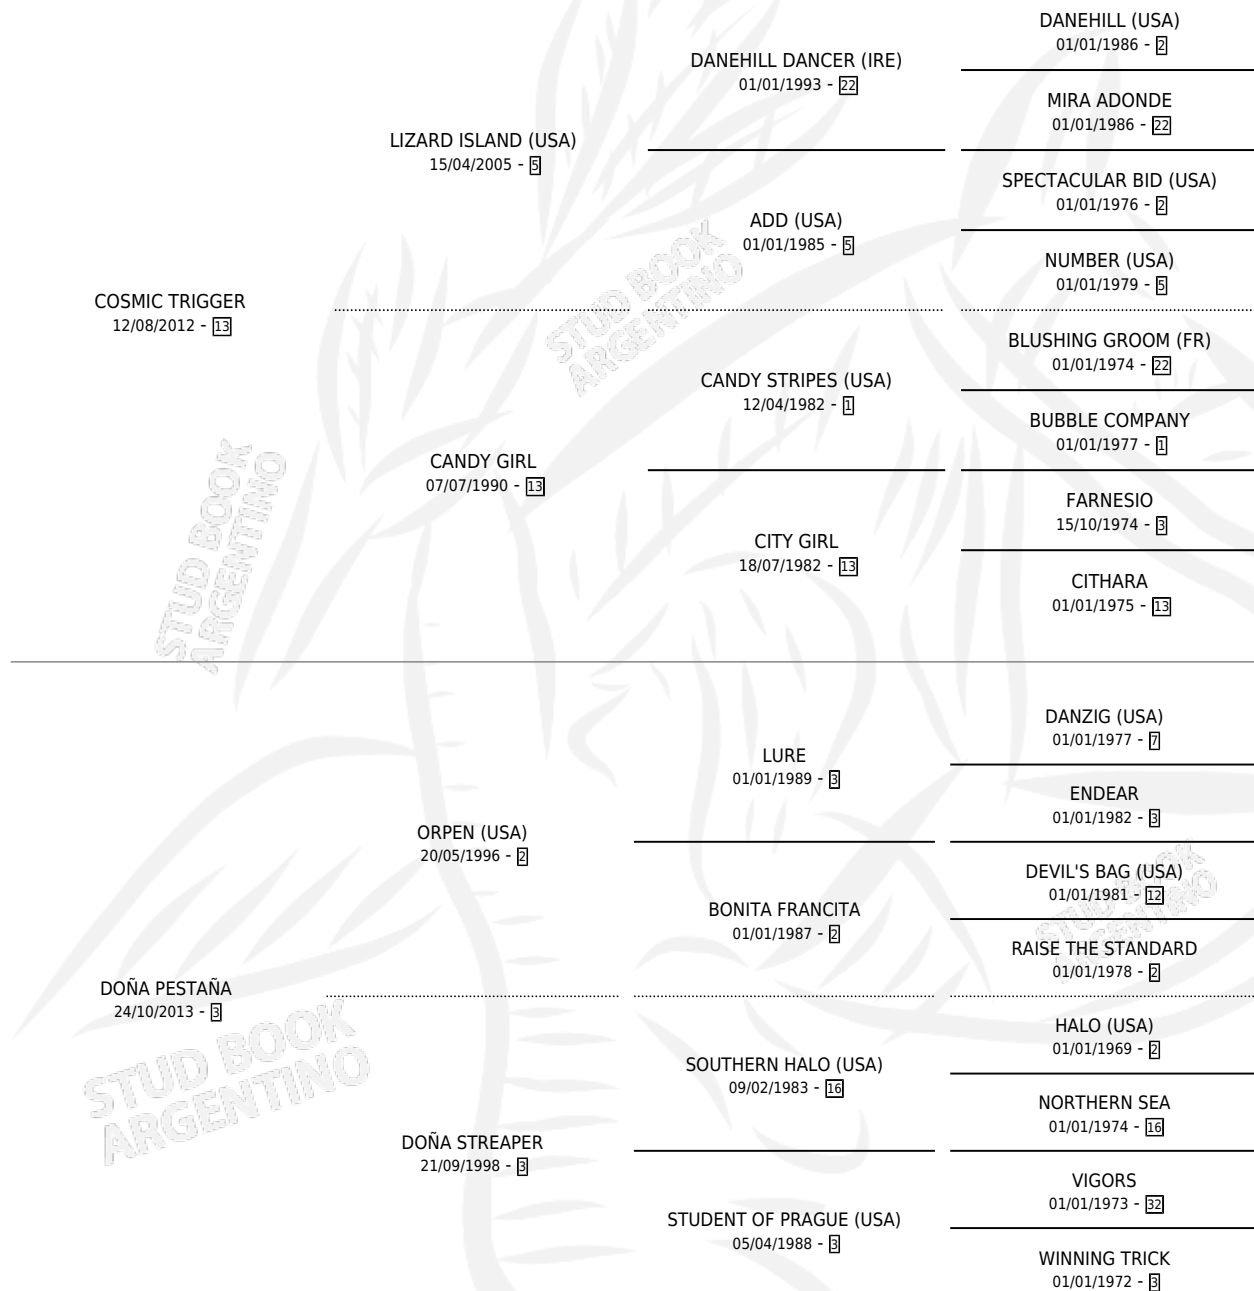 DANEHILL (USA)
01/01/1986 - 2
DANEHILL DANCER (IRE)
01/01/1993 - 22
MIRA ADONDE
01/01/1986 - 22
LIZARD ISLAND (USA)
15/04/2005 - 5
SPECTACULAR BID (USA)
01/01/1976 - 2
ADD (USA)
01/01/1985 - 5
NUMBER (USA)
01/01/1979 - 5
COSMIC TRIGGER
12/08/2012 - 13
STUD BOOK
ARGENTINO
BLUSHING GROOM (FR)
01/01/1974 - 22
CANDY STRIPES (USA)
12/04/1982 - 1
BUBBLE COMPANY
01/01/1977 - 1
CANDY GIRL
07/07/1990 - 13
FARNESIO
15/10/1974 - 3
CITY GIRL
18/07/1982 - 13
CITHARA
01/01/1975 - 13
STUD BOOK
ARGENTINO
DANZIG (USA)
01/01/1977 - 7
LURE
01/01/1989 - 3
ENDEAR
01/01/1982 - 3
ORPEN (USA)
20/05/1996 - 2
DEVIL'S BAG (USA)
01/01/1981 - 12
BONITA FRANCITA
01/01/1987 - 2
STUD BOOK
ARGENTINO
RAISE THE STANDARD
01/01/1978 - 2
DOÑA PESTAÑA
24/10/2013 - 3
STUD BOOK
ARGENTINO
HALO (USA)
01/01/1969 - 2
SOUTHERN HALO (USA)
09/02/1983 - 16
NORTHERN SEA
01/01/1974 - 16
DOÑA STREAPER
21/09/1998 - 3
VIGORS
01/01/1973 - 32
STUDENT OF PRAGUE (USA)
05/04/1988 - 3
WINNING TRICK
01/01/1972 - 3